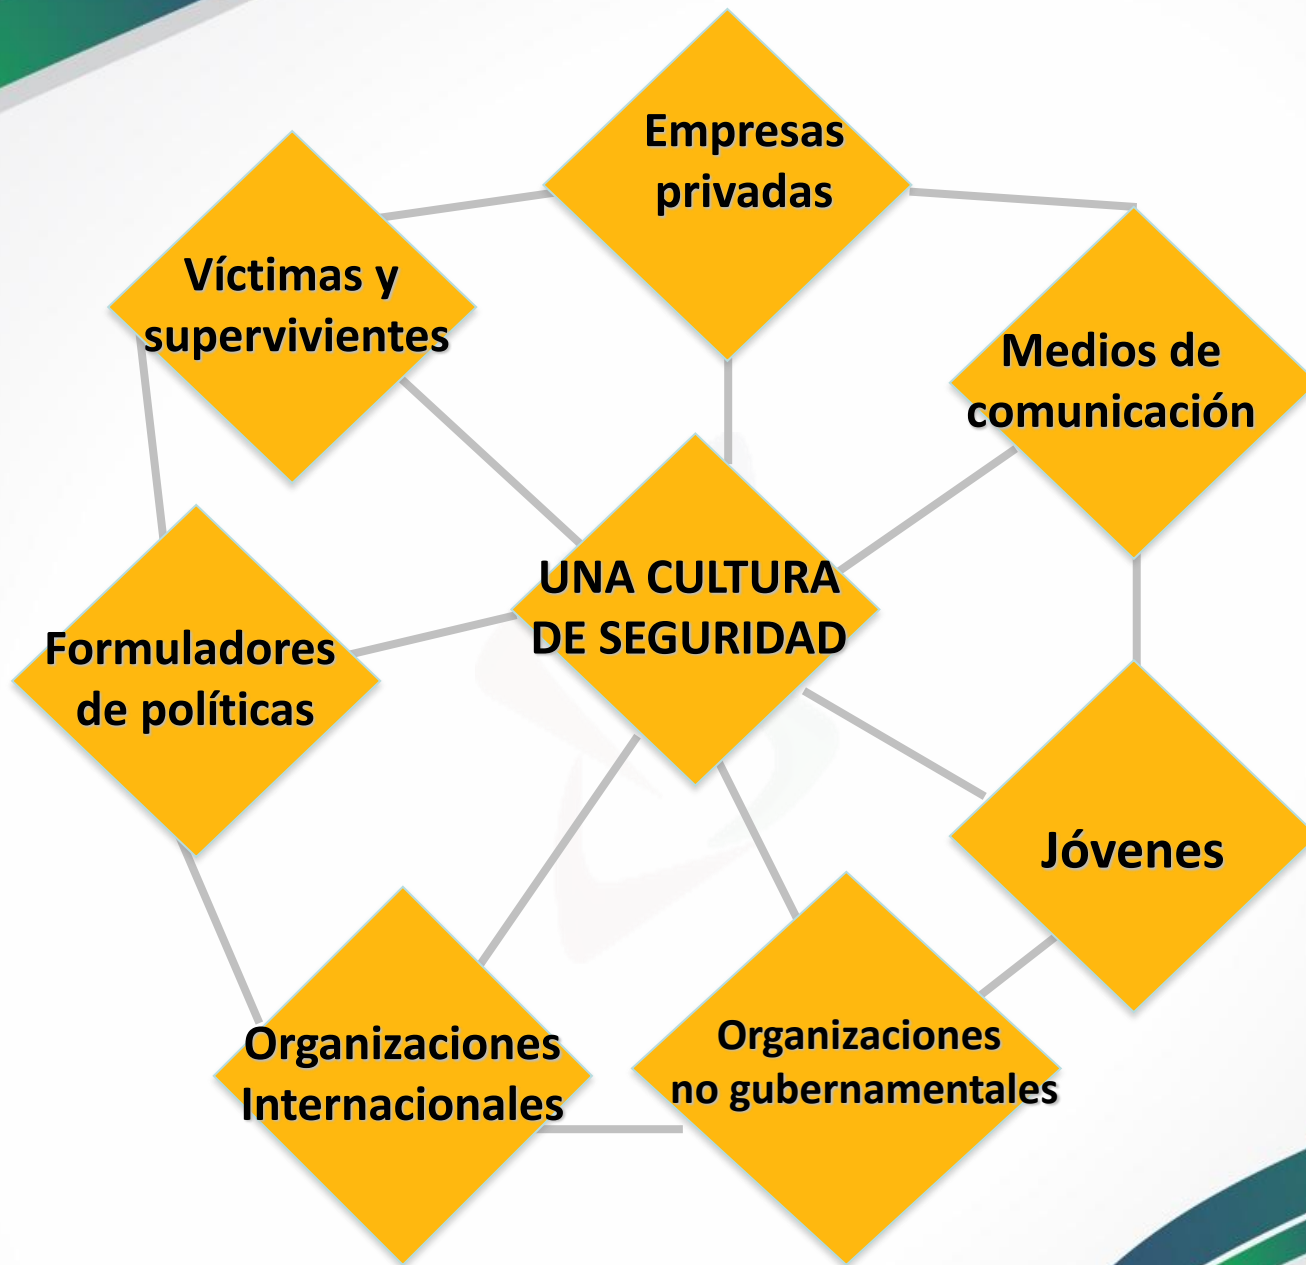 Empresas
privadas
Víctimas y
supervivientes
Medios de
comunicación
UNA CULTURA
DE SEGURIDAD
Formuladores
de políticas
Jóvenes
Organizaciones
Internacionales
Organizaciones
no gubernamentales